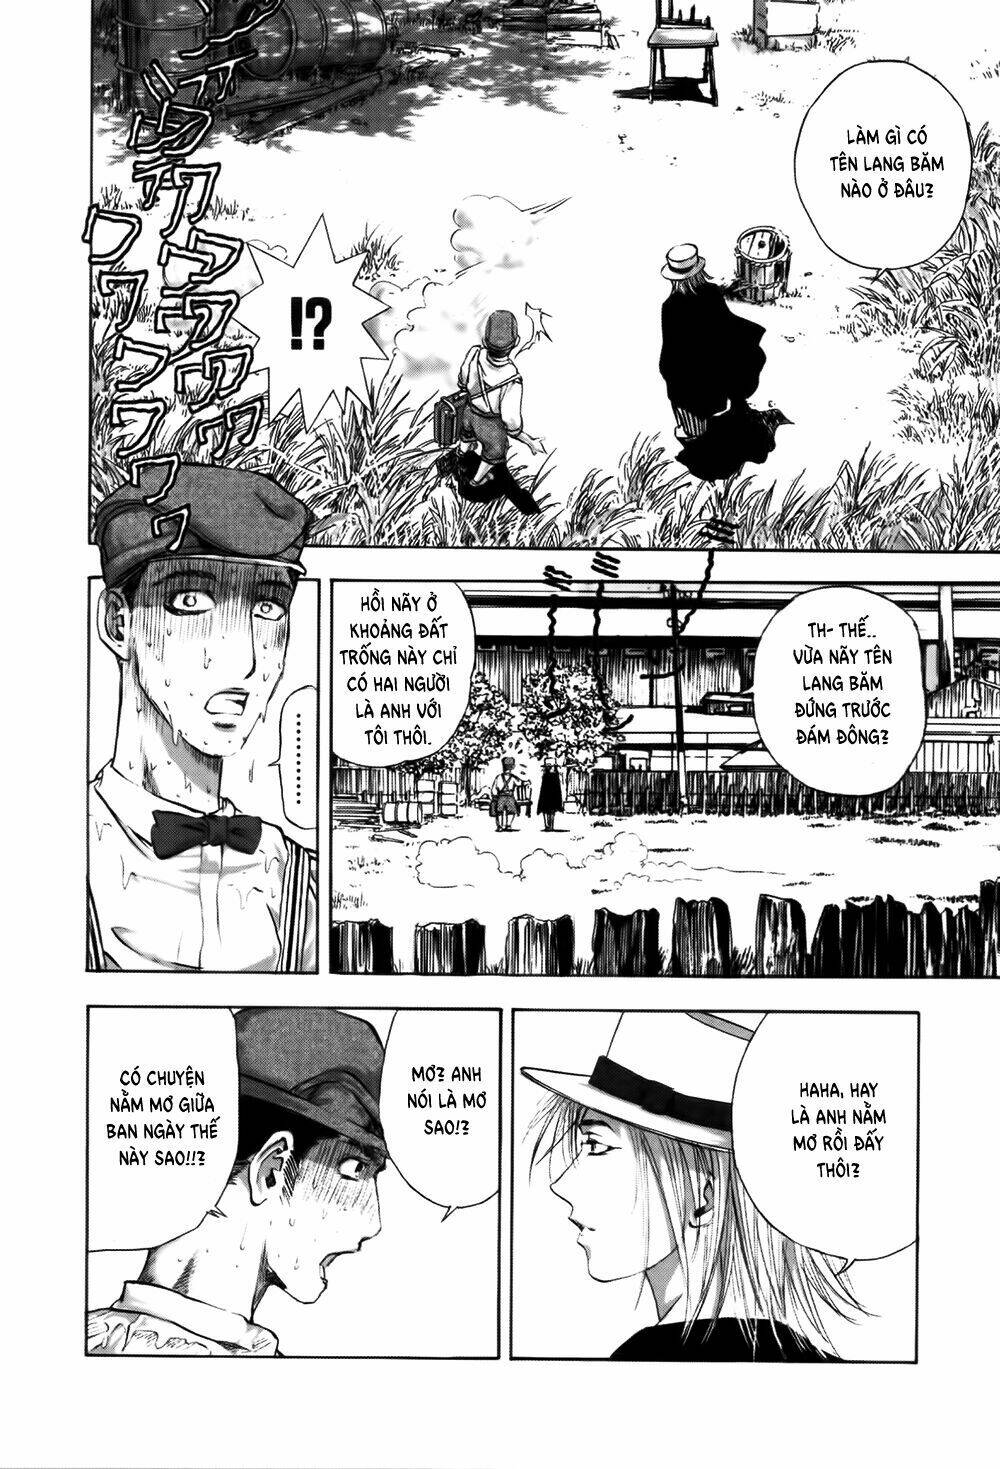 LÀM GÌ CÓ
TÊN LANG BĂM
NÀO Ở ĐÂU?
!?
TH- THẾ..
VỪA NÃY TÊN
LANG BĂM
ĐỨNG TRƯỚC
ĐÁM ĐÔNG?
HỒI NÃY Ở
KHOẢNG ĐẤT
TRỐNG NÀY CHỈ
CÓ HAI NGƯỜI
LÀ ANH VỚI
TÔI THÔI.
.........
HAHA, HAY
LÀ ANH NẰM
MƠ RỒI ĐẤY
THÔI?
MƠ? ANH
NÓI LÀ MƠ
SAO!?
CÓ CHUYỆN
NẰM MƠ GIỮA
BAN NGÀY THẾ
NÀY SAO!!?